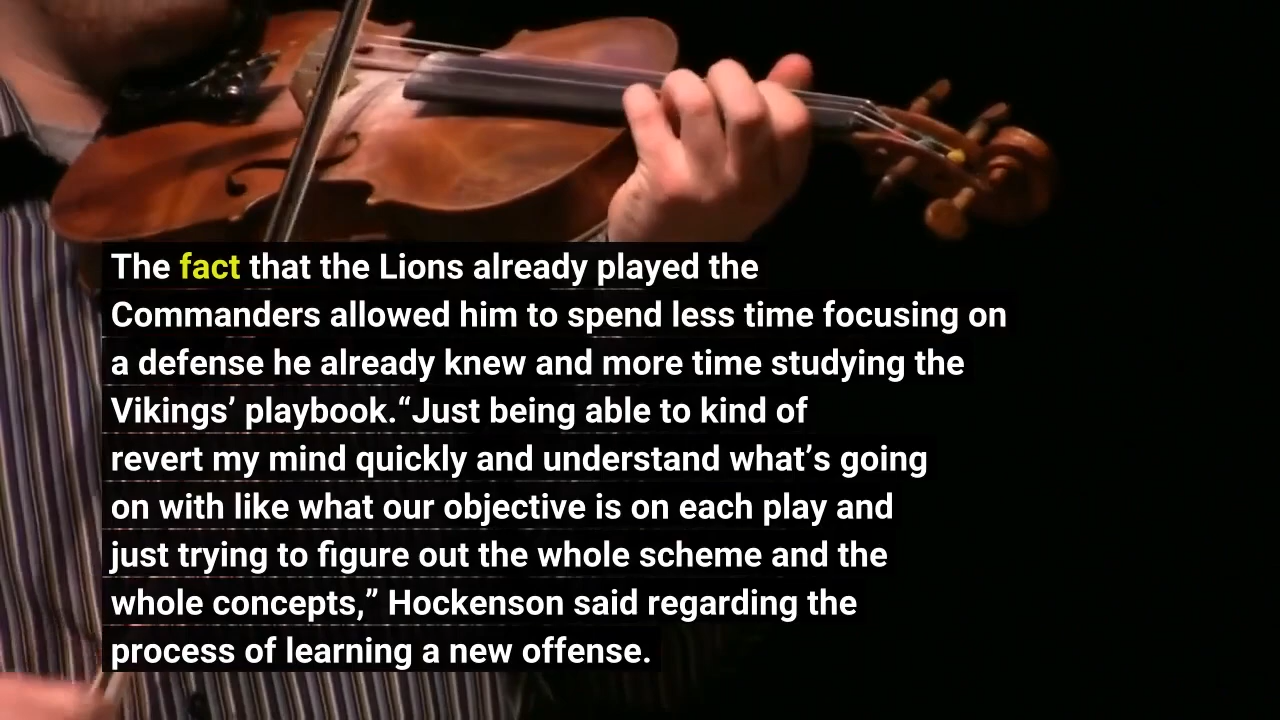 The fact that the Lions already played the
Commanders allowed him to spend less time focusing on
a defense he already knew and more time studying the
Vikings’ playbook.“Just being able to kind of
revert my mind quickly and understand what’s going
on with like what our objective is on each play and
just trying to figure out the whole scheme and the
whole concepts,” Hockenson said regarding the
process of learning a new offense.